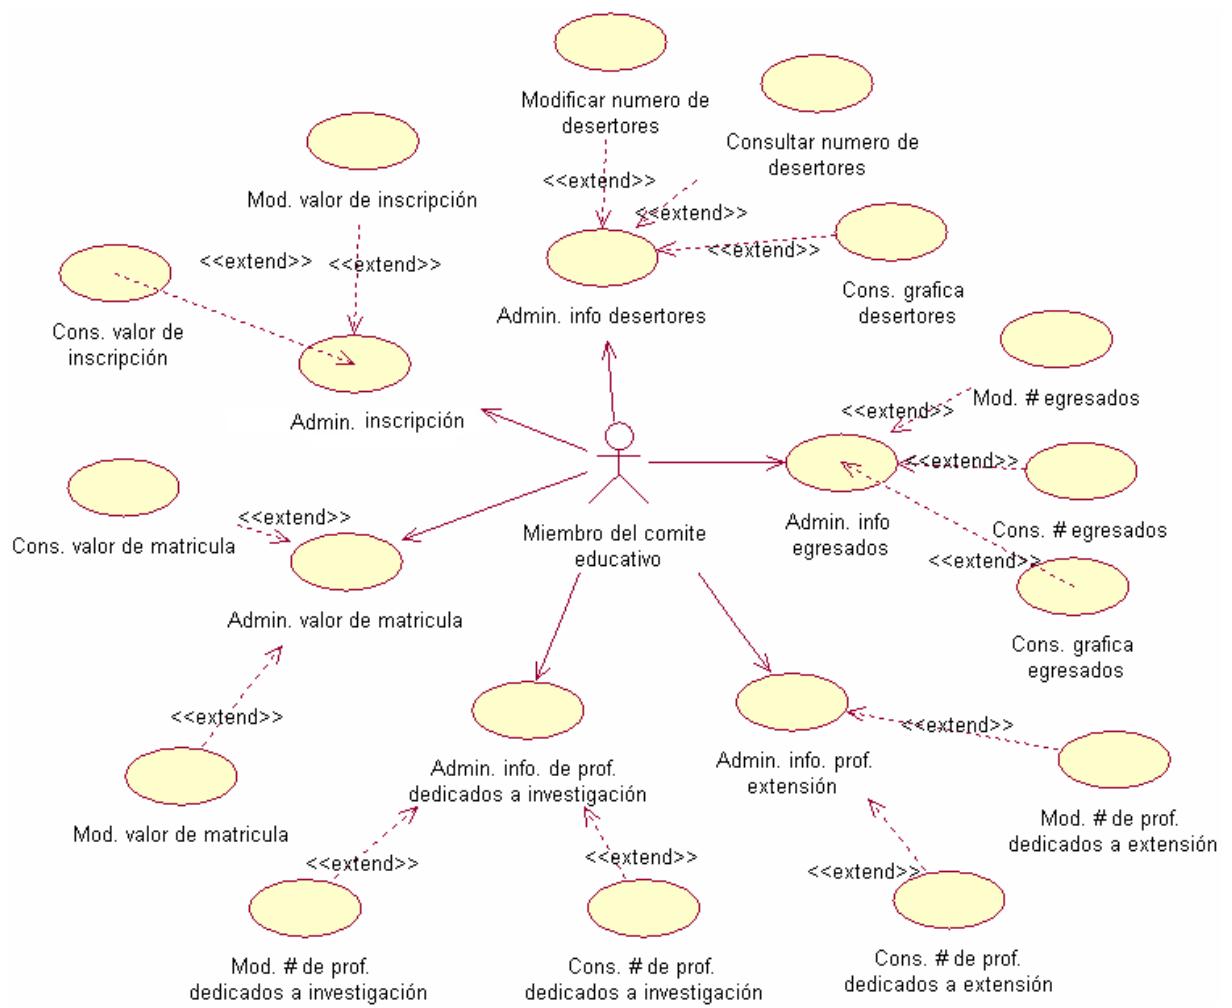 Modificar numero de
desertores
Consultar numero de
desertores
<<extend>>
<<extend>>
<<extend>>
Mod. valor de inscripción
<<extend>>
<<extend>>
Cons. valor de
inscripción
Cons. grafica
desertores
Admin. info desertores
Admin. inscripción
Mod. # egresados
<<extend>>
<<extend>>
Cons. # egresados
Admin. info
egresados
<<extend>>
Cons. grafica
egresados
Miembro del comite
educativo
Cons. valor de matricula
<<extend>>
Admin. valor de matricula
<<extend>>
Mod. valor de matricula
Admin. info. de prof.
dedicados a investigación
Admin. info. prof.
extensión
<<extend>>
Mod. # de prof.
dedicados a extensión
<<extend>>
<<extend>>
<<extend>>
Mod. # de prof.
dedicados a investigación
Cons. # de prof.
dedicados a investigación
Cons. # de prof.
dedicados a extensión